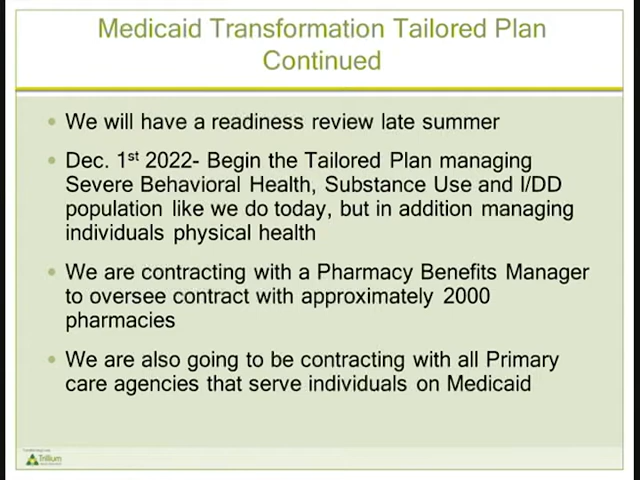 Medicaid Transformation Tailored Plan
Continued
• We will have a readiness review late summer
• Dec. 1st 2022- Begin the Tailored Plan managing
Severe Behavioral Health, Substance Use and I/DD
population like we do today, but in addition managing
individuals physical health
• We are contracting with a Pharmacy Benefits Manager
to oversee contract with approximately 2000
pharmacies
• We are also going to be contracting with all Primary
care agencies that serve individuals on Medicaid
Trillium